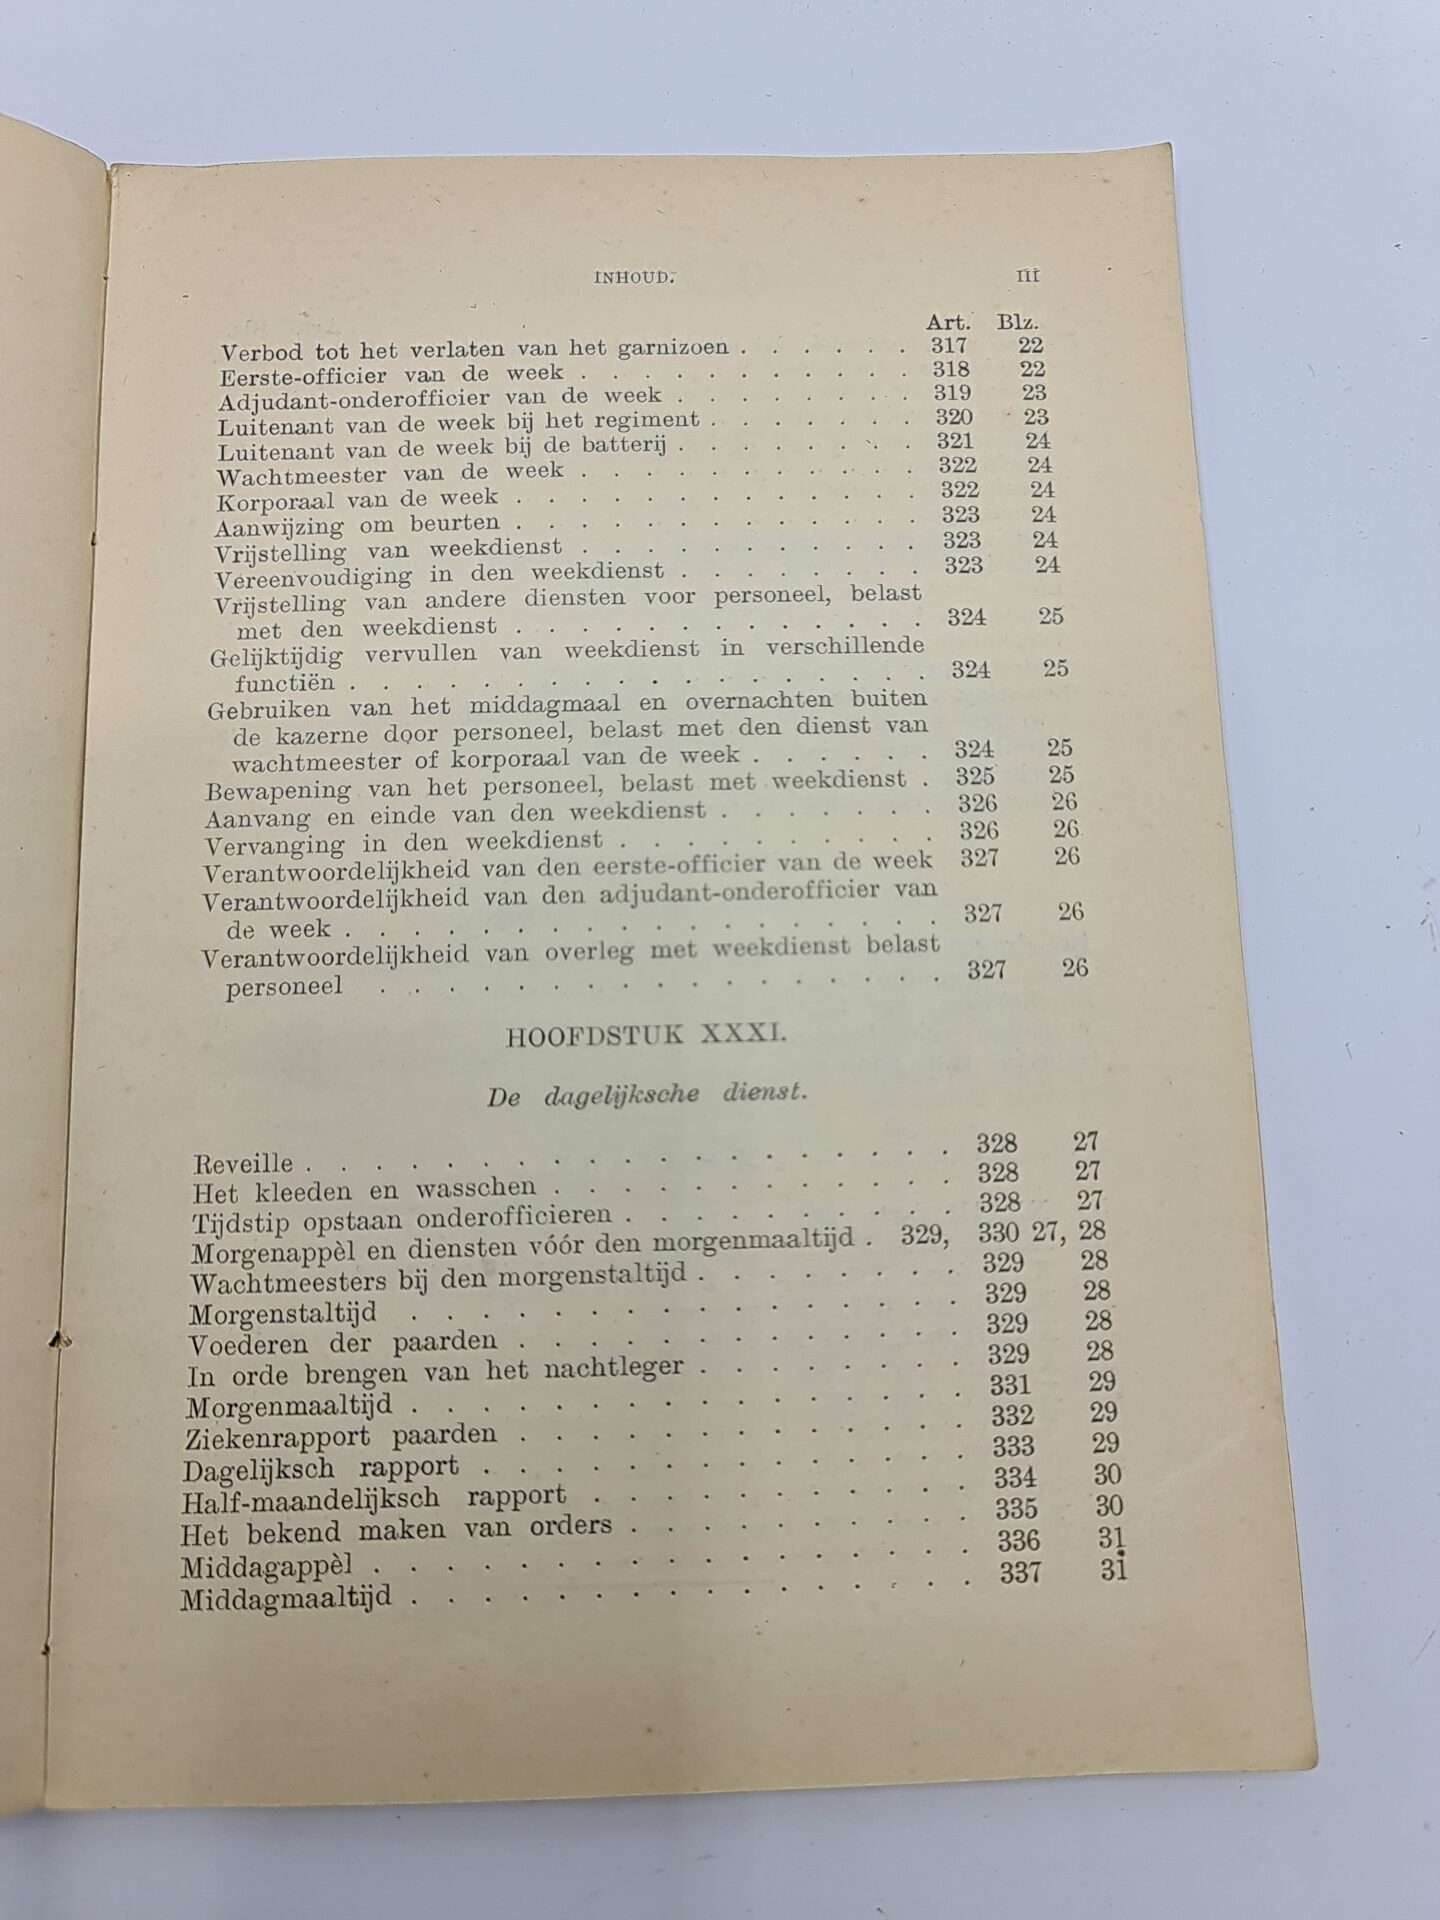 INHOUD. III
Art. Blz.
Verbod tot het verlaten van het garnizoen . . . . . . 317 22
Eerste-officier van de week . . . . . . . . . . . 318 22
Adjudant-onderofficier van de week . . . . . . . . 319 23
Luitenant van de week bij het regiment . . . . . . . 320 23
Luitenant van de week bij de batterij . . . . . . . . 321 24
Wachtmeester van de week . . . . . . . . . . . 322 24
Korporaal van de week . . . . . . . . . . . . . 322 24
Aanwijzing om beurten . . . . . . . . . . . . . 323 24
Vrijstelling van weekdienst . . . . . . . . . . . 323 24
Vereenvoudiging in den weekdienst . . . . . . . . 323 24
Vrijstelling van andere diensten voor personeel, belast
met den weekdienst . . . . . . . . . . . . . 324 25
Gelijktijdig vervullen van weekdienst in verschillende
functiën . . . . . . . . . . . . . . . . . 324 25
Gebruiken van het middagmaal en overnachten buiten
de kazerne door personeel, belast met den dienst van
wachtmeester of korporaal van de week . . . . . . 324 25
Bewapening van het personeel, belast met weekdienst . 325 25
Aanvang en einde van den weekdienst . . . . . . . 326 26
Vervanging in den weekdienst . . . . . . . . . . 326 26
Verantwoordelijkheid van den eerste-officier van de week 327 26
Verantwoordelijkheid van den adjudant-onderofficier van
de week . . . . . . . . . . . . . . . . . 327 26
Verantwoordelijkheid van overleg met weekdienst belast
personeel . . . . . . . . . . . . . . . . . 327 26
HOOFDSTUK XXXI.
De dagelijksche dienst.
Reveille . . . . . . . . . . . . . . . . . . . 328 27
Het kleeden en wasschen . . . . . . . . . . . . 328 27
Tijdstip opstaan onderofficieren . . . . . . . . . . 328 27
Morgenappèl en diensten vóór den morgenmaaltijd . 329, 330 27, 28
Wachtmeesters bij den morgenstaltijd . . . . . . . . 329 28
Morgenstaltijd . . . . . . . . . . . . . . . . 329 28
Voederen der paarden . . . . . . . . . . . . . 329 28
In orde brengen van het nachtleger . . . . . . . . 329 28
Morgenmaaltijd . . . . . . . . . . . . . . . . 331 29
Ziekenrapport paarden . . . . . . . . . . . . . 332 29
Dagelijksch rapport . . . . . . . . . . . . . . 333 29
Half-maandelijksch rapport . . . . . . . . . . . 334 30
Het bekend maken van orders . . . . . . . . . . 335 30
Middagappèl . . . . . . . . . . . . . . . . . 336 31
Middagmaaltijd . . . . . . . . . . . . . . . . 337 31